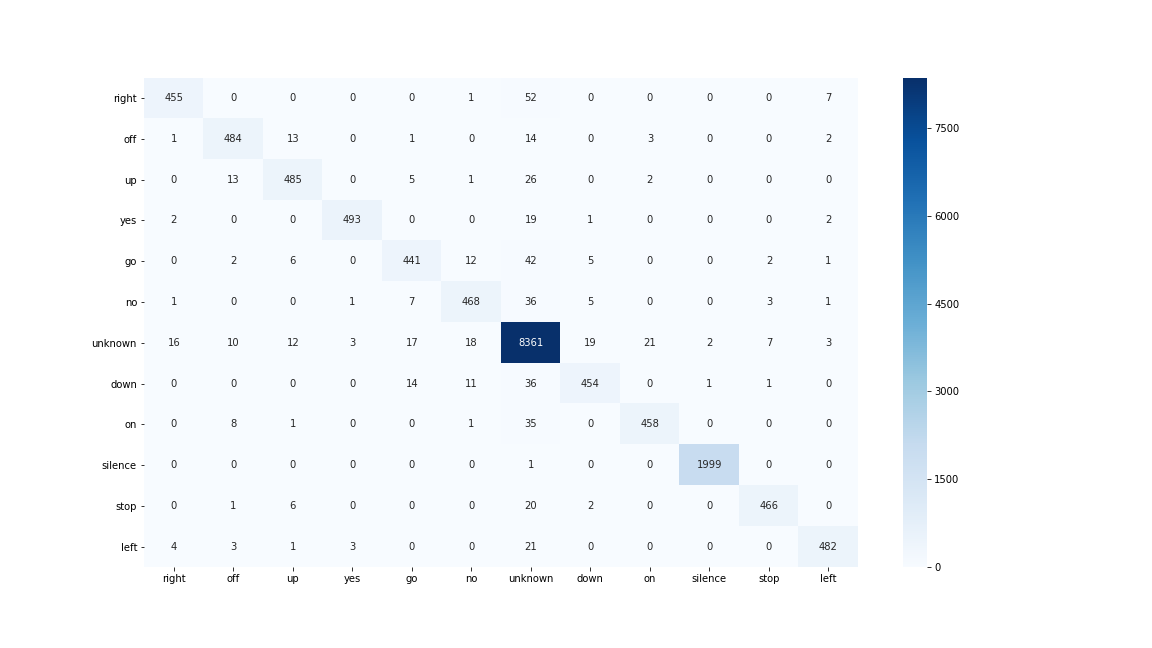 right 455 0 0 0 0 1 52 0 0 0 0 7
off 1 484 13 0 1 0 14 0 3 0 0 2
up 0 13 485 0 5 1 26 0 2 0 0 0
yes 2 0 0 493 0 0 19 1 0 0 0 2
go 0 2 6 0 441 12 42 5 0 0 2 1
no 1 0 0 1 7 468 36 5 0 0 3 1
unknown 16 10 12 3 17 18 8361 19 21 2 7 3
down 0 0 0 0 14 11 36 454 0 1 1 0
on 0 8 1 0 0 1 35 0 458 0 0 0
silence 0 0 0 0 0 0 1 0 0 1999 0 0
stop 0 1 6 0 0 0 20 2 0 0 466 0
left 4 3 1 3 0 0 21 0 0 0 0 482
right off up yes go no unknown down on silence stop left
7500
6000
4500
3000
1500
0